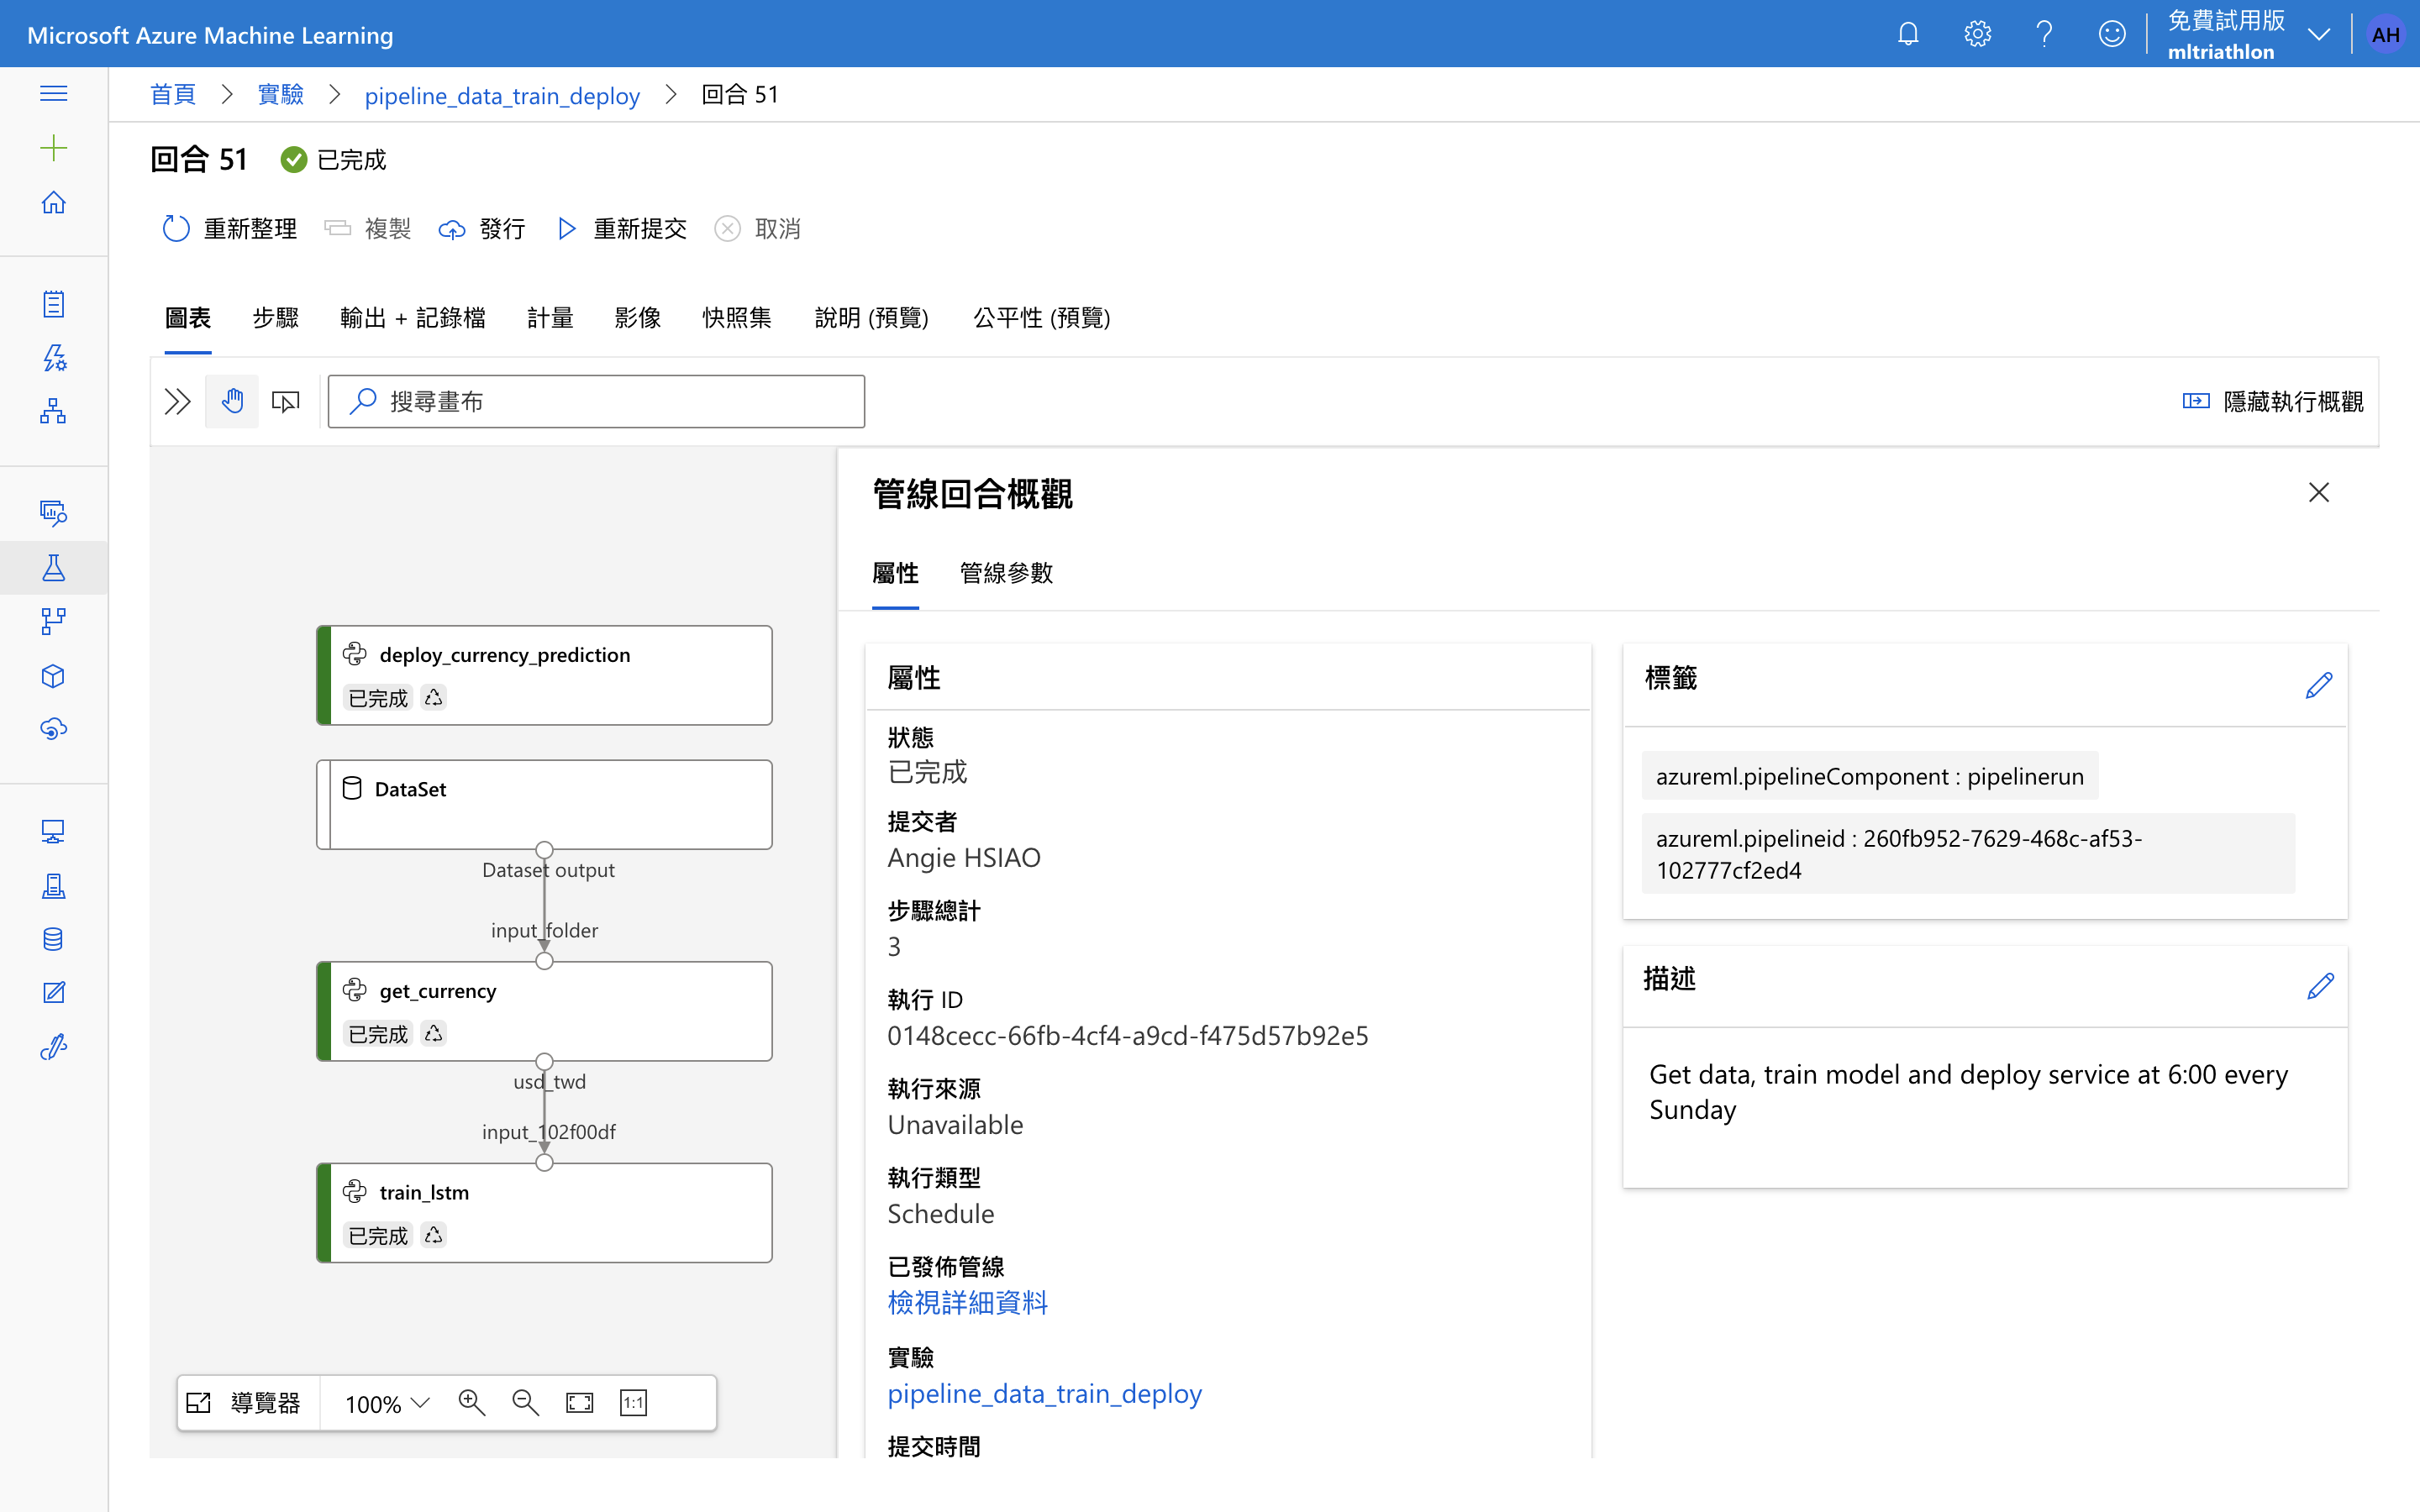 Microsoft Azure Machine Learning
免費試用版
mltriathlon
AH
首頁 > 實驗 > pipeline_data_train_deploy > 回合 51
回合 51 已完成
重新整理 複製 發行 重新提交 取消
圖表 步驟 輸出 + 記錄檔 計量 影像 快照集 說明 (預覽) 公平性 (預覽)
搜尋畫布
隱藏執行概觀
deploy_currency_prediction
已完成
DataSet
Dataset output
input_folder
get_currency
已完成
usd_twd
input_102f00df
train_lstm
已完成
導覽器 100% 1:1
管線回合概觀
屬性 管線參數
屬性
狀態
已完成
提交者
Angie HSIAO
步驟總計
3
執行 ID
0148cecc-66fb-4cf4-a9cd-f475d57b92e5
執行來源
Unavailable
執行類型
Schedule
已發佈管線
檢視詳細資料
實驗
pipeline_data_train_deploy
提交時間
標籤
azureml.pipelineComponent : pipelinerun
azureml.pipelineid : 260fb952-7629-468c-af53-
102777cf2ed4
描述
Get data, train model and deploy service at 6:00 every
Sunday